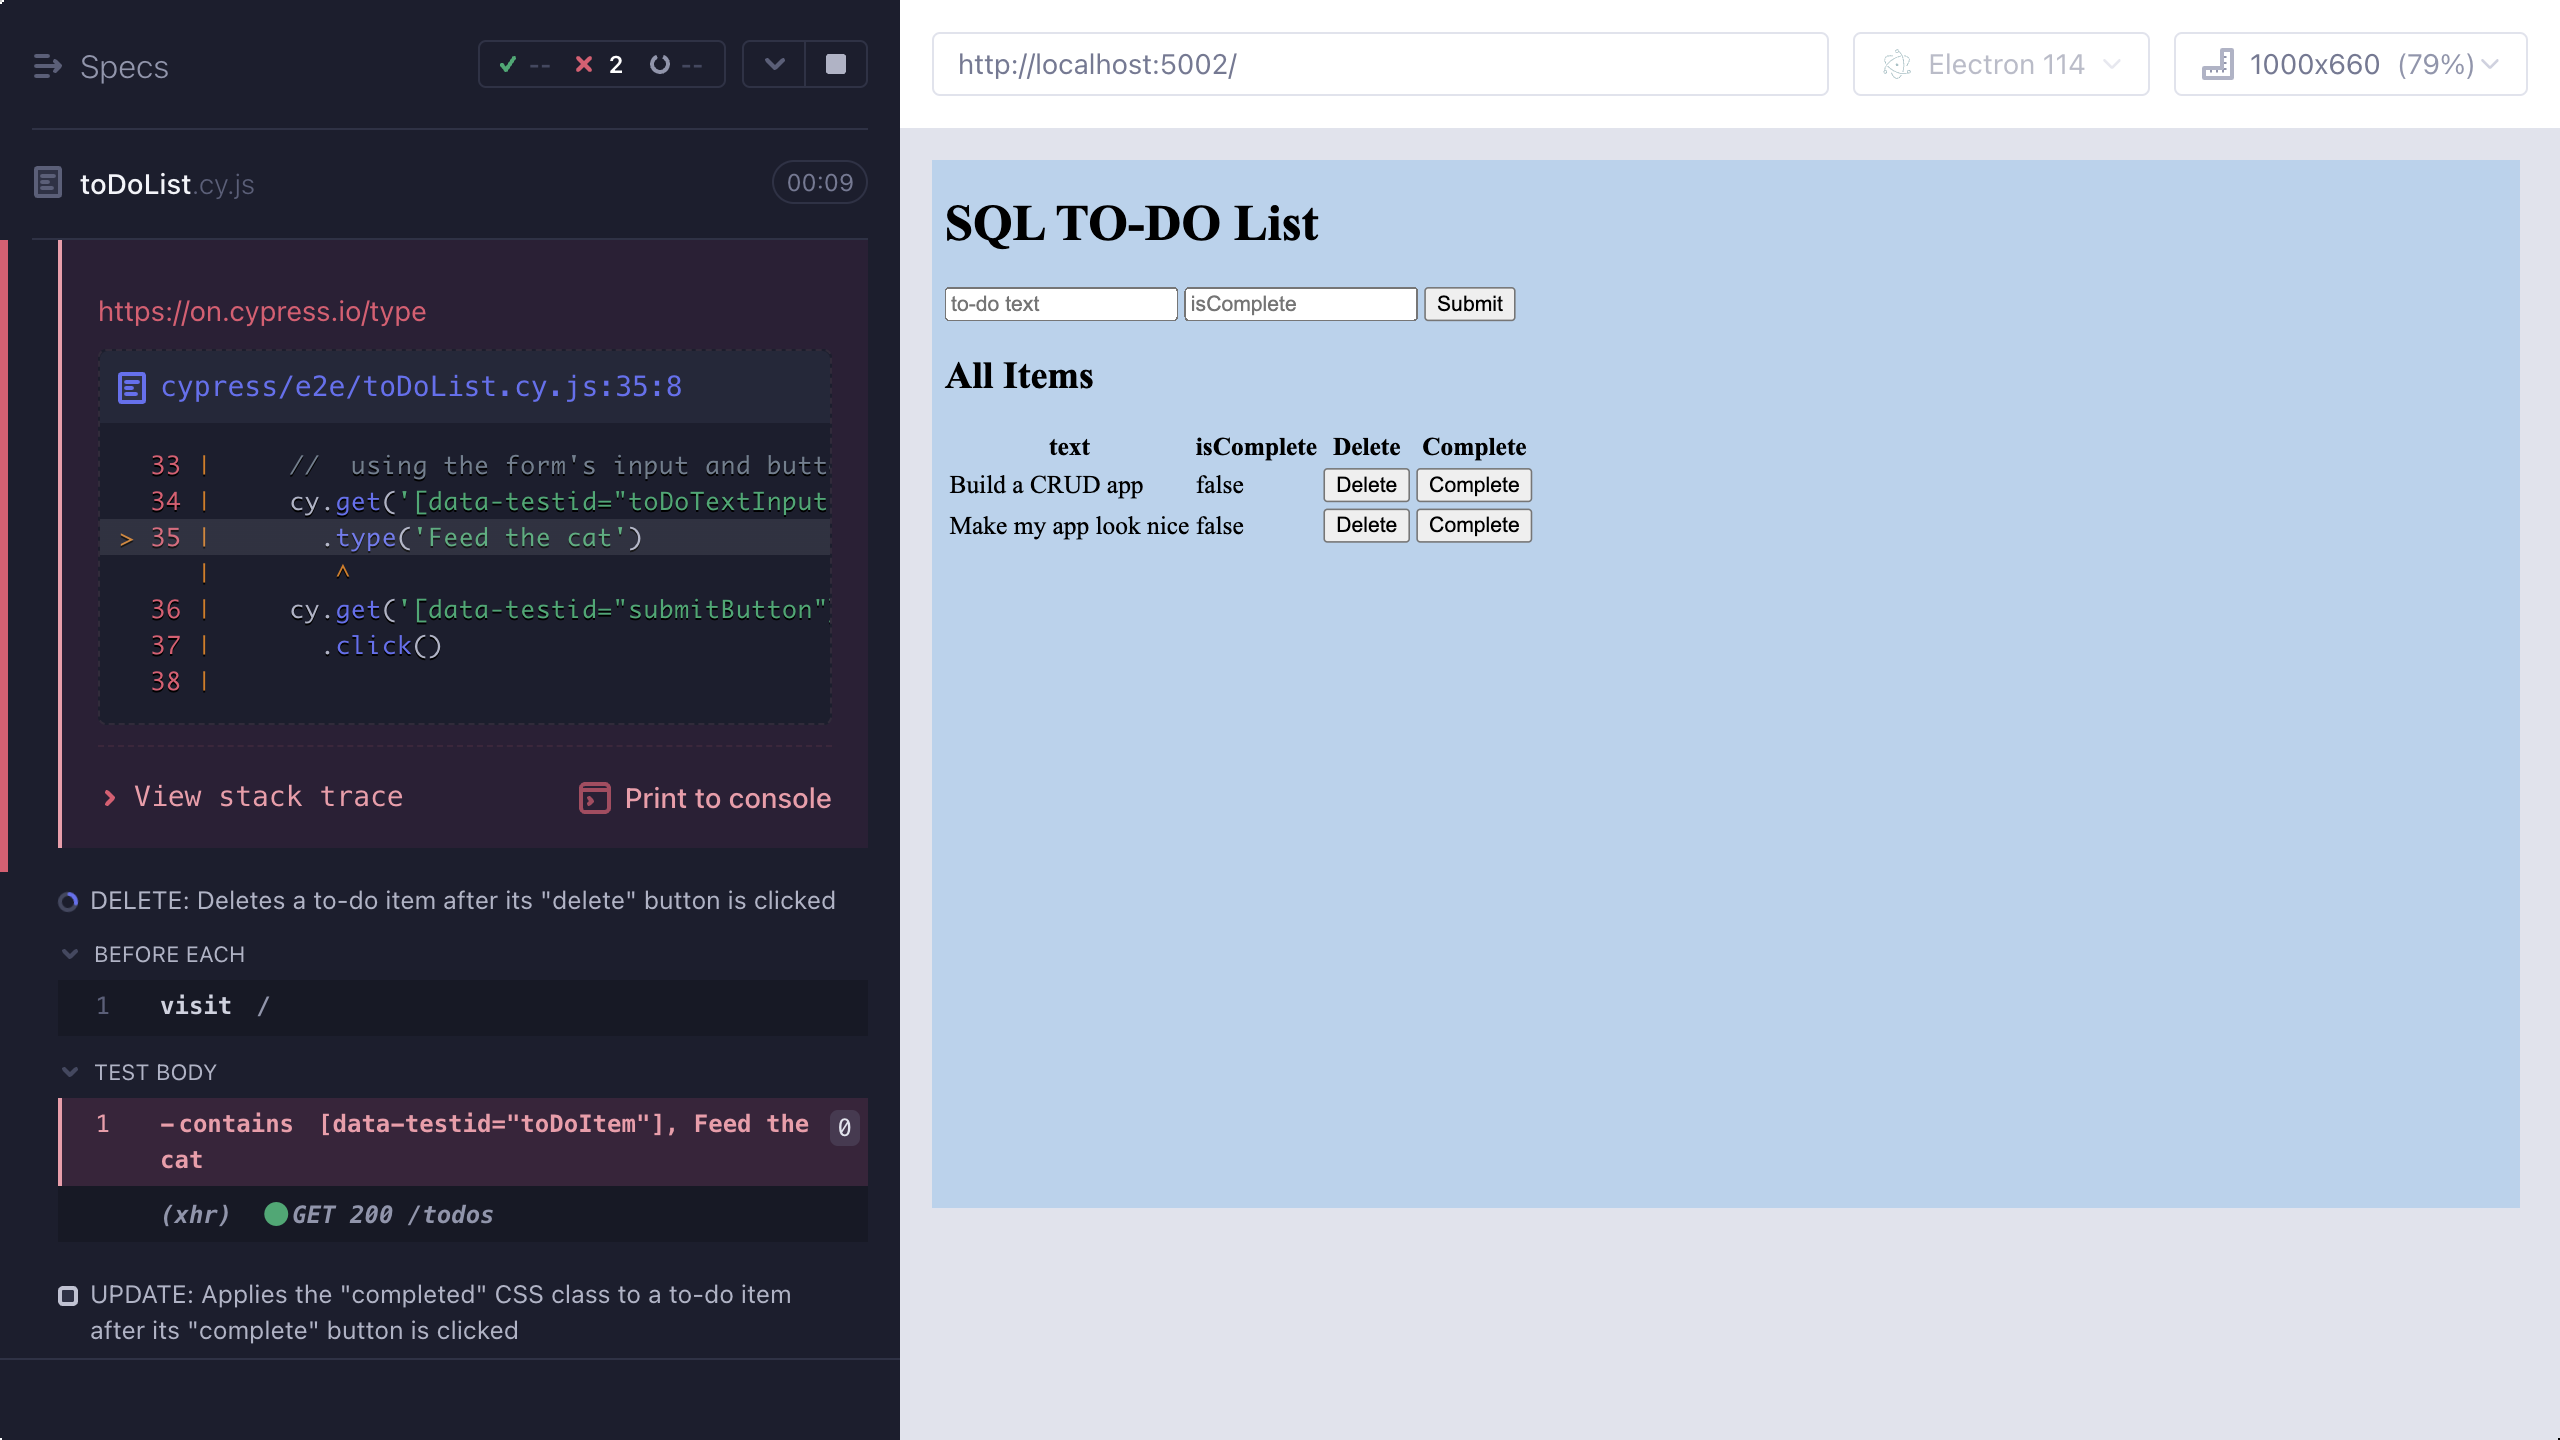 Specs
-- 2 --
toDoList.cy.js
00:09
https://on.cypress.io/type
cypress/e2e/toDoList.cy.js:35:8
33 | // using the form's input and butt
34 | cy.get('[data-testid="toDoTextInput
> 35 | .type('Feed the cat')
| ^
36 | cy.get('[data-testid="submitButton"]
37 | .click()
38 |
View stack trace
Print to console
DELETE: Deletes a to-do item after its "delete" button is clicked
BEFORE EACH
1 visit /
TEST BODY
1 -contains [data-testid="toDoItem"], Feed the 0
cat
(xhr) GET 200 /todos
UPDATE: Applies the "completed" CSS class to a to-do item
after its "complete" button is clicked
http://localhost:5002/
Electron 114
1000x660 (79%)
SQL TO-DO List
to-do text isComplete Submit
All Items
text isComplete Delete Complete
Build a CRUD app false Delete Complete
Make my app look nice false Delete Complete